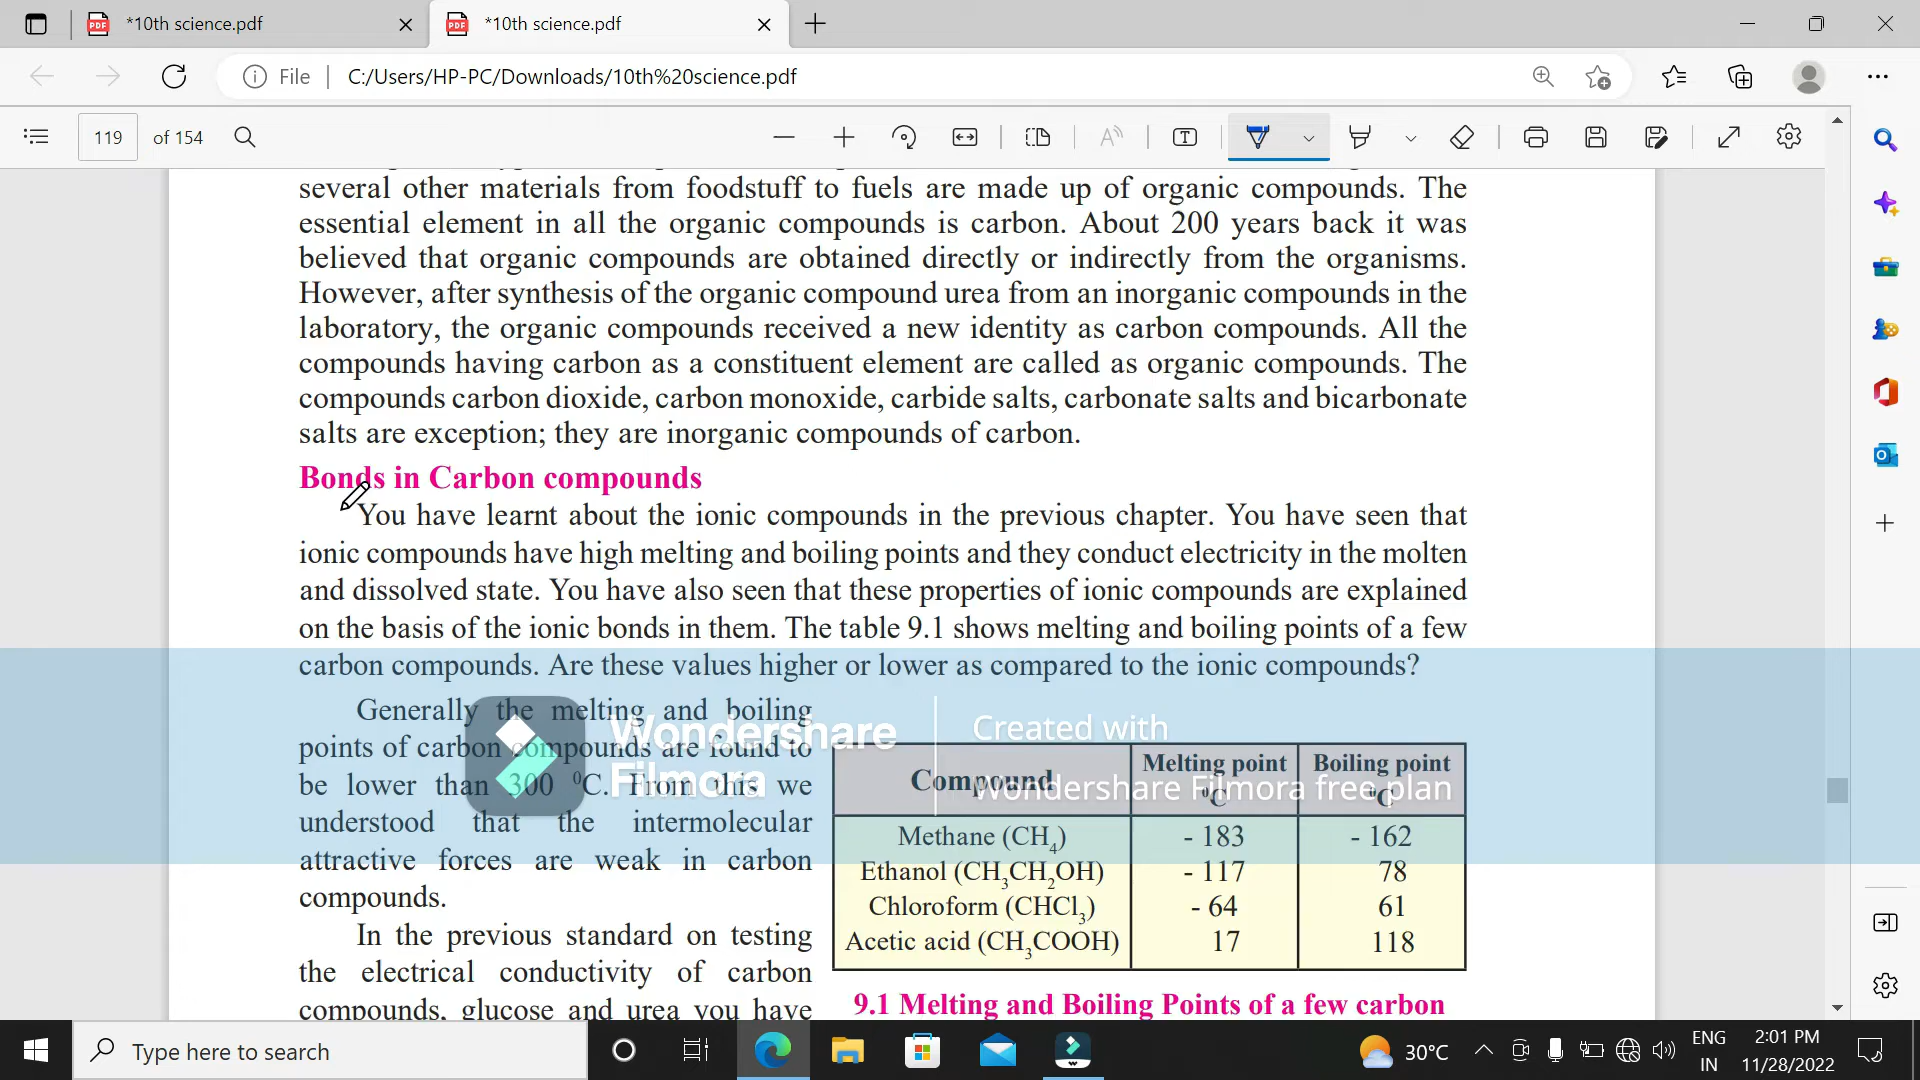 *10th science.pdf
*10th science.pdf
File
C:/Users/HP-PC/Downloads/10th%20science.pdf
119 of 154
several other materials from foodstuff to fuels are made up of organic compounds. The
essential element in all the organic compounds is carbon. About 200 years back it was
believed that organic compounds are obtained directly or indirectly from the organisms.
However, after synthesis of the organic compound urea from an inorganic compounds in the
laboratory, the organic compounds received a new identity as carbon compounds. All the
compounds having carbon as a constituent element are called as organic compounds. The
compounds carbon dioxide, carbon monoxide, carbide salts, carbonate salts and bicarbonate
salts are exception; they are inorganic compounds of carbon.
Bonds in Carbon compounds
You have learnt about the ionic compounds in the previous chapter. You have seen that
ionic compounds have high melting and boiling points and they conduct electricity in the molten
and dissolved state. You have also seen that these properties of ionic compounds are explained
on the basis of the ionic bonds in them. The table 9.1 shows melting and boiling points of a few
carbon compounds. Are these values higher or lower as compared to the ionic compounds?
Generally the melting and boiling
points of carbon compounds are found to
be lower than 300 ⁰C. From this we
understood that the intermolecular
attractive forces are weak in carbon
compounds.
In the previous standard on testing
the electrical conductivity of carbon
compounds, glucose and urea you have
Compound Melting point ⁰C Boiling point ⁰C
Methane (CH₄) - 183 - 162
Ethanol (CH₃CH₂OH) - 117 78
Chloroform (CHCl₃) - 64 61
Acetic acid (CH₃COOH) 17 118
9.1 Melting and Boiling Points of a few carbon
Wondershare
Filmora
Created with
Wondershare Filmora free plan
Type here to search
30°C
ENG
IN
2:01 PM
11/28/2022